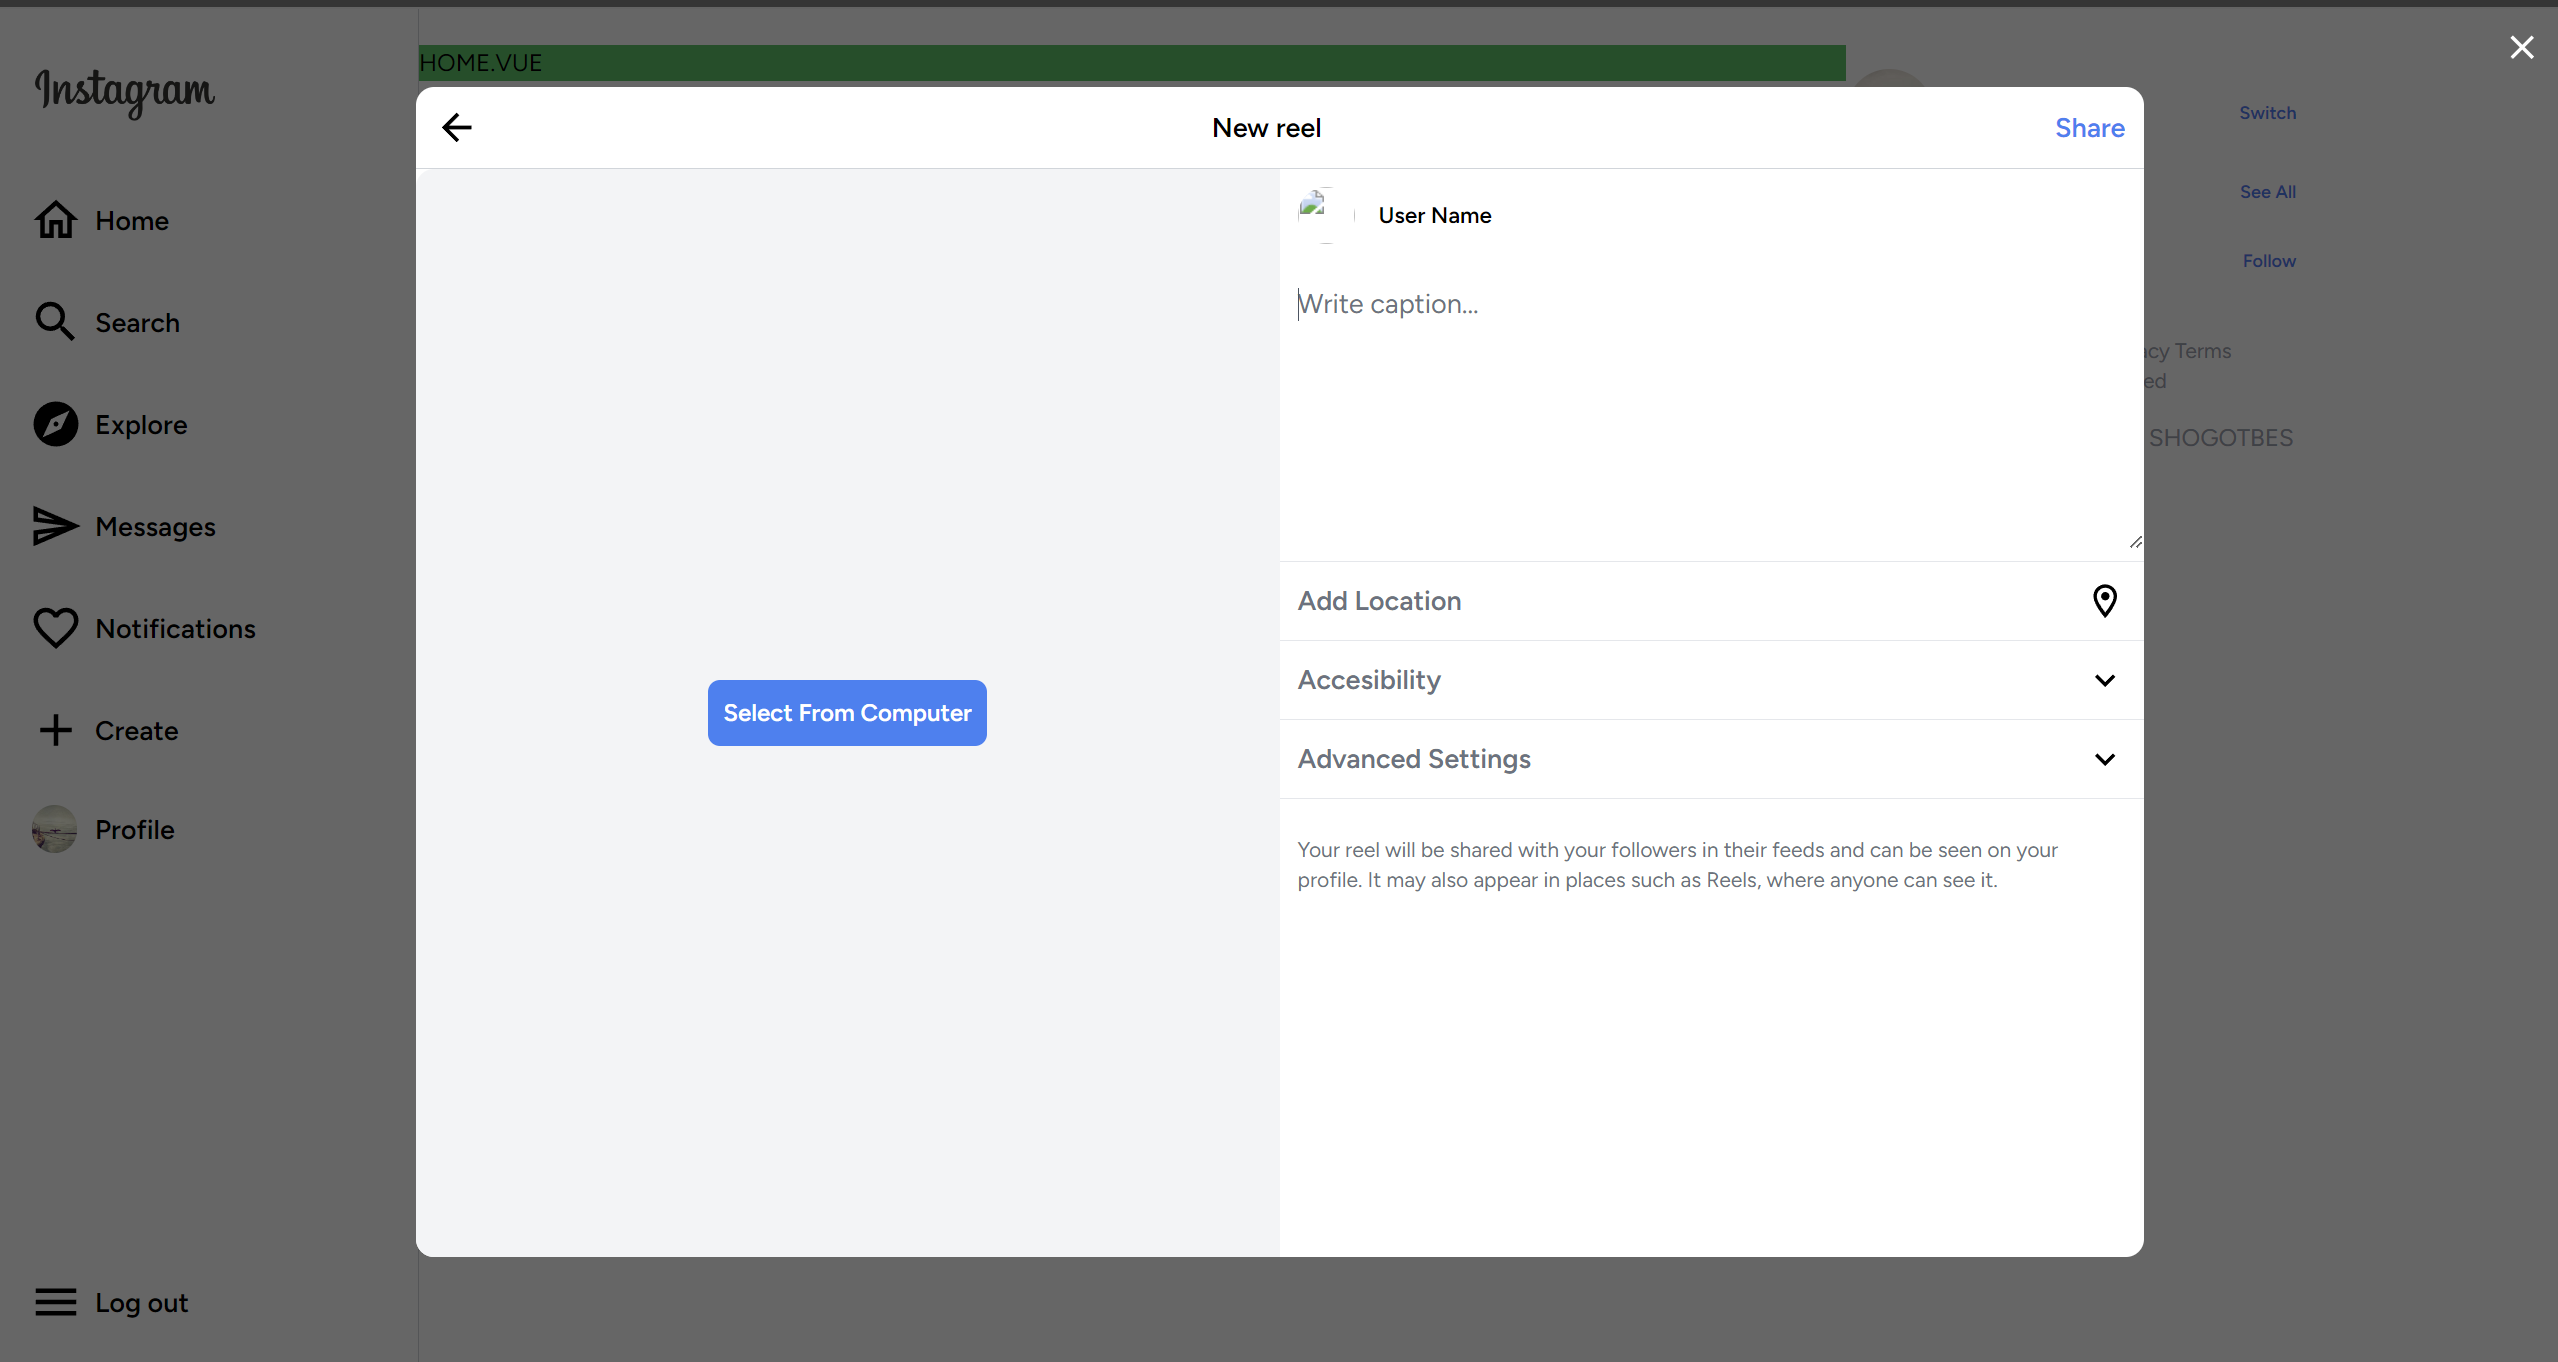 Instagram
Home
Search
Explore
Messages
Notifications
Create
Profile
Log out
HOME.VUE
New reel
Share
Select From Computer
User Name
Write caption...
Add Location
Accesibility
Advanced Settings
Your reel will be shared with your followers in their feeds and can be seen on your
profile. It may also appear in places such as Reels, where anyone can see it.
Switch
See All
Follow
Terms
SHOGOTBES